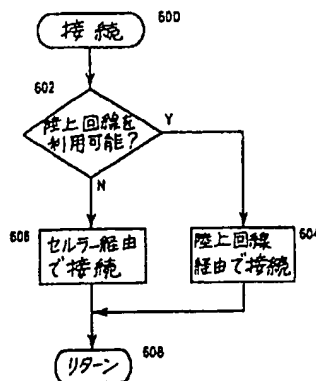 接続
600
602
陸上回線を
利用可能?
Y
N
606
セルラー経由
で接続
陸上回線
経由で接続
604
リターン
608